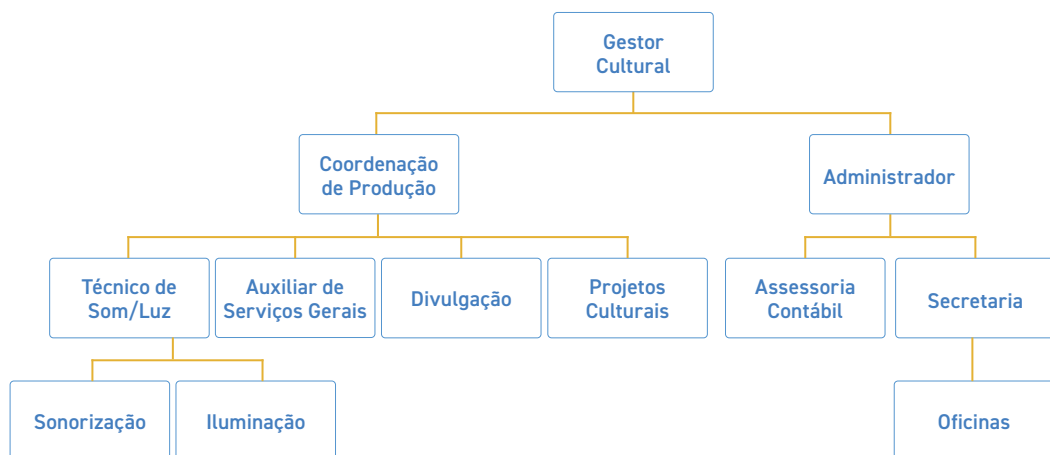 Gestor
Cultural
Coordenação
de Produção
Administrador
Técnico de
Som/Luz
Auxiliar de
Serviços Gerais
Divulgação
Projetos
Culturais
Assessoria
Contábil
Secretaria
Sonorização
Iluminação
Oficinas